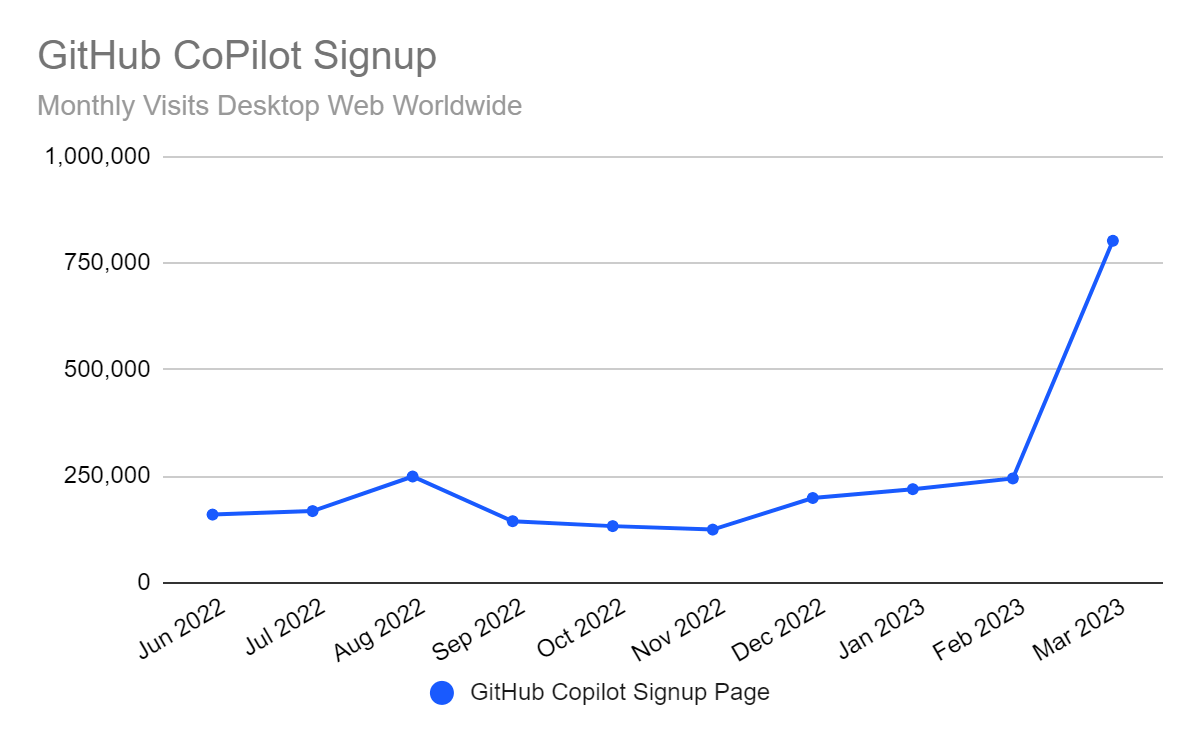 GitHub CoPilot Signup
Monthly Visits Desktop Web Worldwide
1,000,000
750,000
500,000
250,000
0
Jun 2022
Jul 2022
Aug 2022
Sep 2022
Oct 2022
Nov 2022
Dec 2022
Jan 2023
Feb 2023
Mar 2023
GitHub Copilot Signup Page